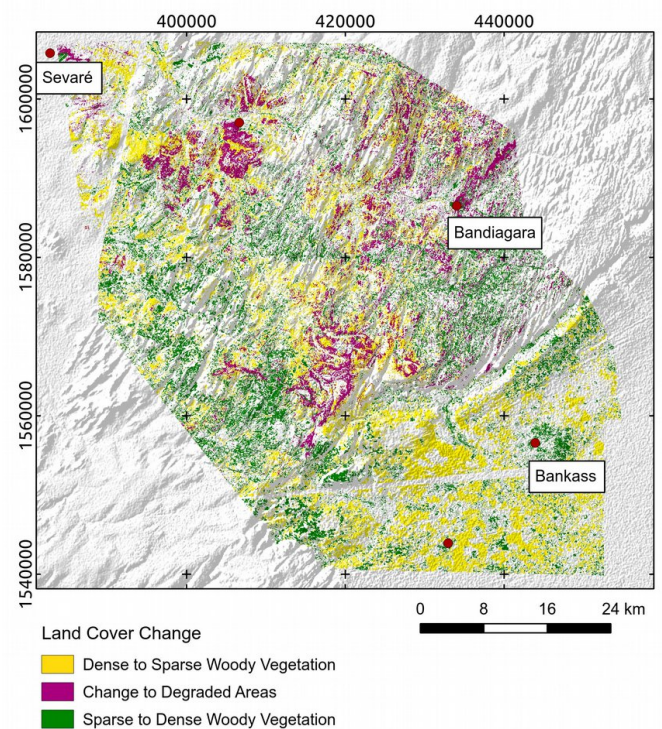 400000 420000 440000
Sevaré
1600000
Bandiagara
1580000
1560000
Bankass
1540000
0 8 16 24 km
Land Cover Change
Dense to Sparse Woody Vegetation
Change to Degraded Areas
Sparse to Dense Woody Vegetation